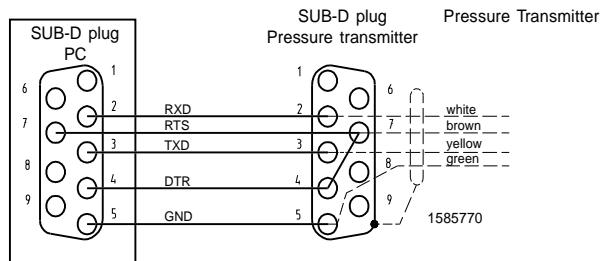 SUB-D plug
PC
SUB-D plug
Pressure transmitter
Pressure Transmitter
1
6
2
7
3
8
4
9
5
RXD
RTS
TXD
DTR
GND
1
6
2
7
3
8
4
9
5
white
brown
yellow
green
1585770